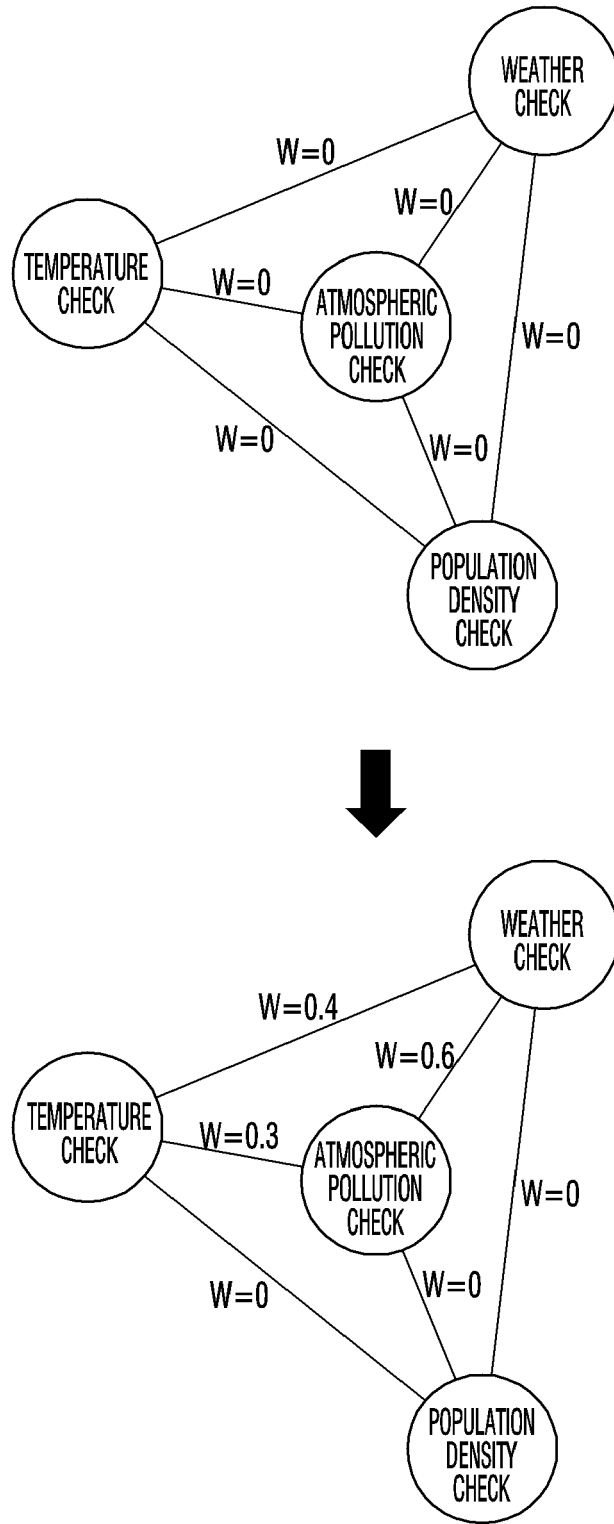 WEATHER
CHECK
W=0
W=0
TEMPERATURE
CHECK
W=0
ATMOSPHERIC
POLLUTION
CHECK
W=0
W=0
W=0
POPULATION
DENSITY
CHECK
WEATHER
CHECK
W=0.4
W=0.6
TEMPERATURE
CHECK
W=0.3
ATMOSPHERIC
POLLUTION
CHECK
W=0
W=0
W=0
POPULATION
DENSITY
CHECK